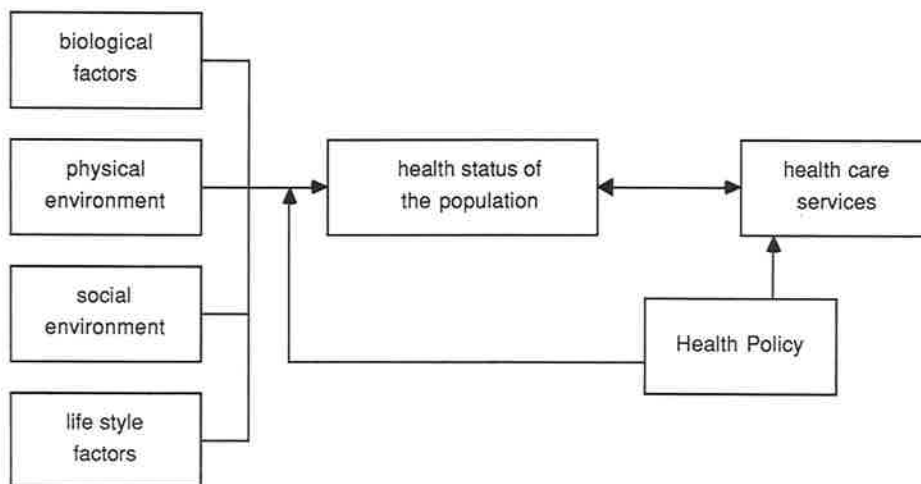 biological
factors
physical
environment
social
environment
life style
factors
health status of
the population
health care
services
Health Policy